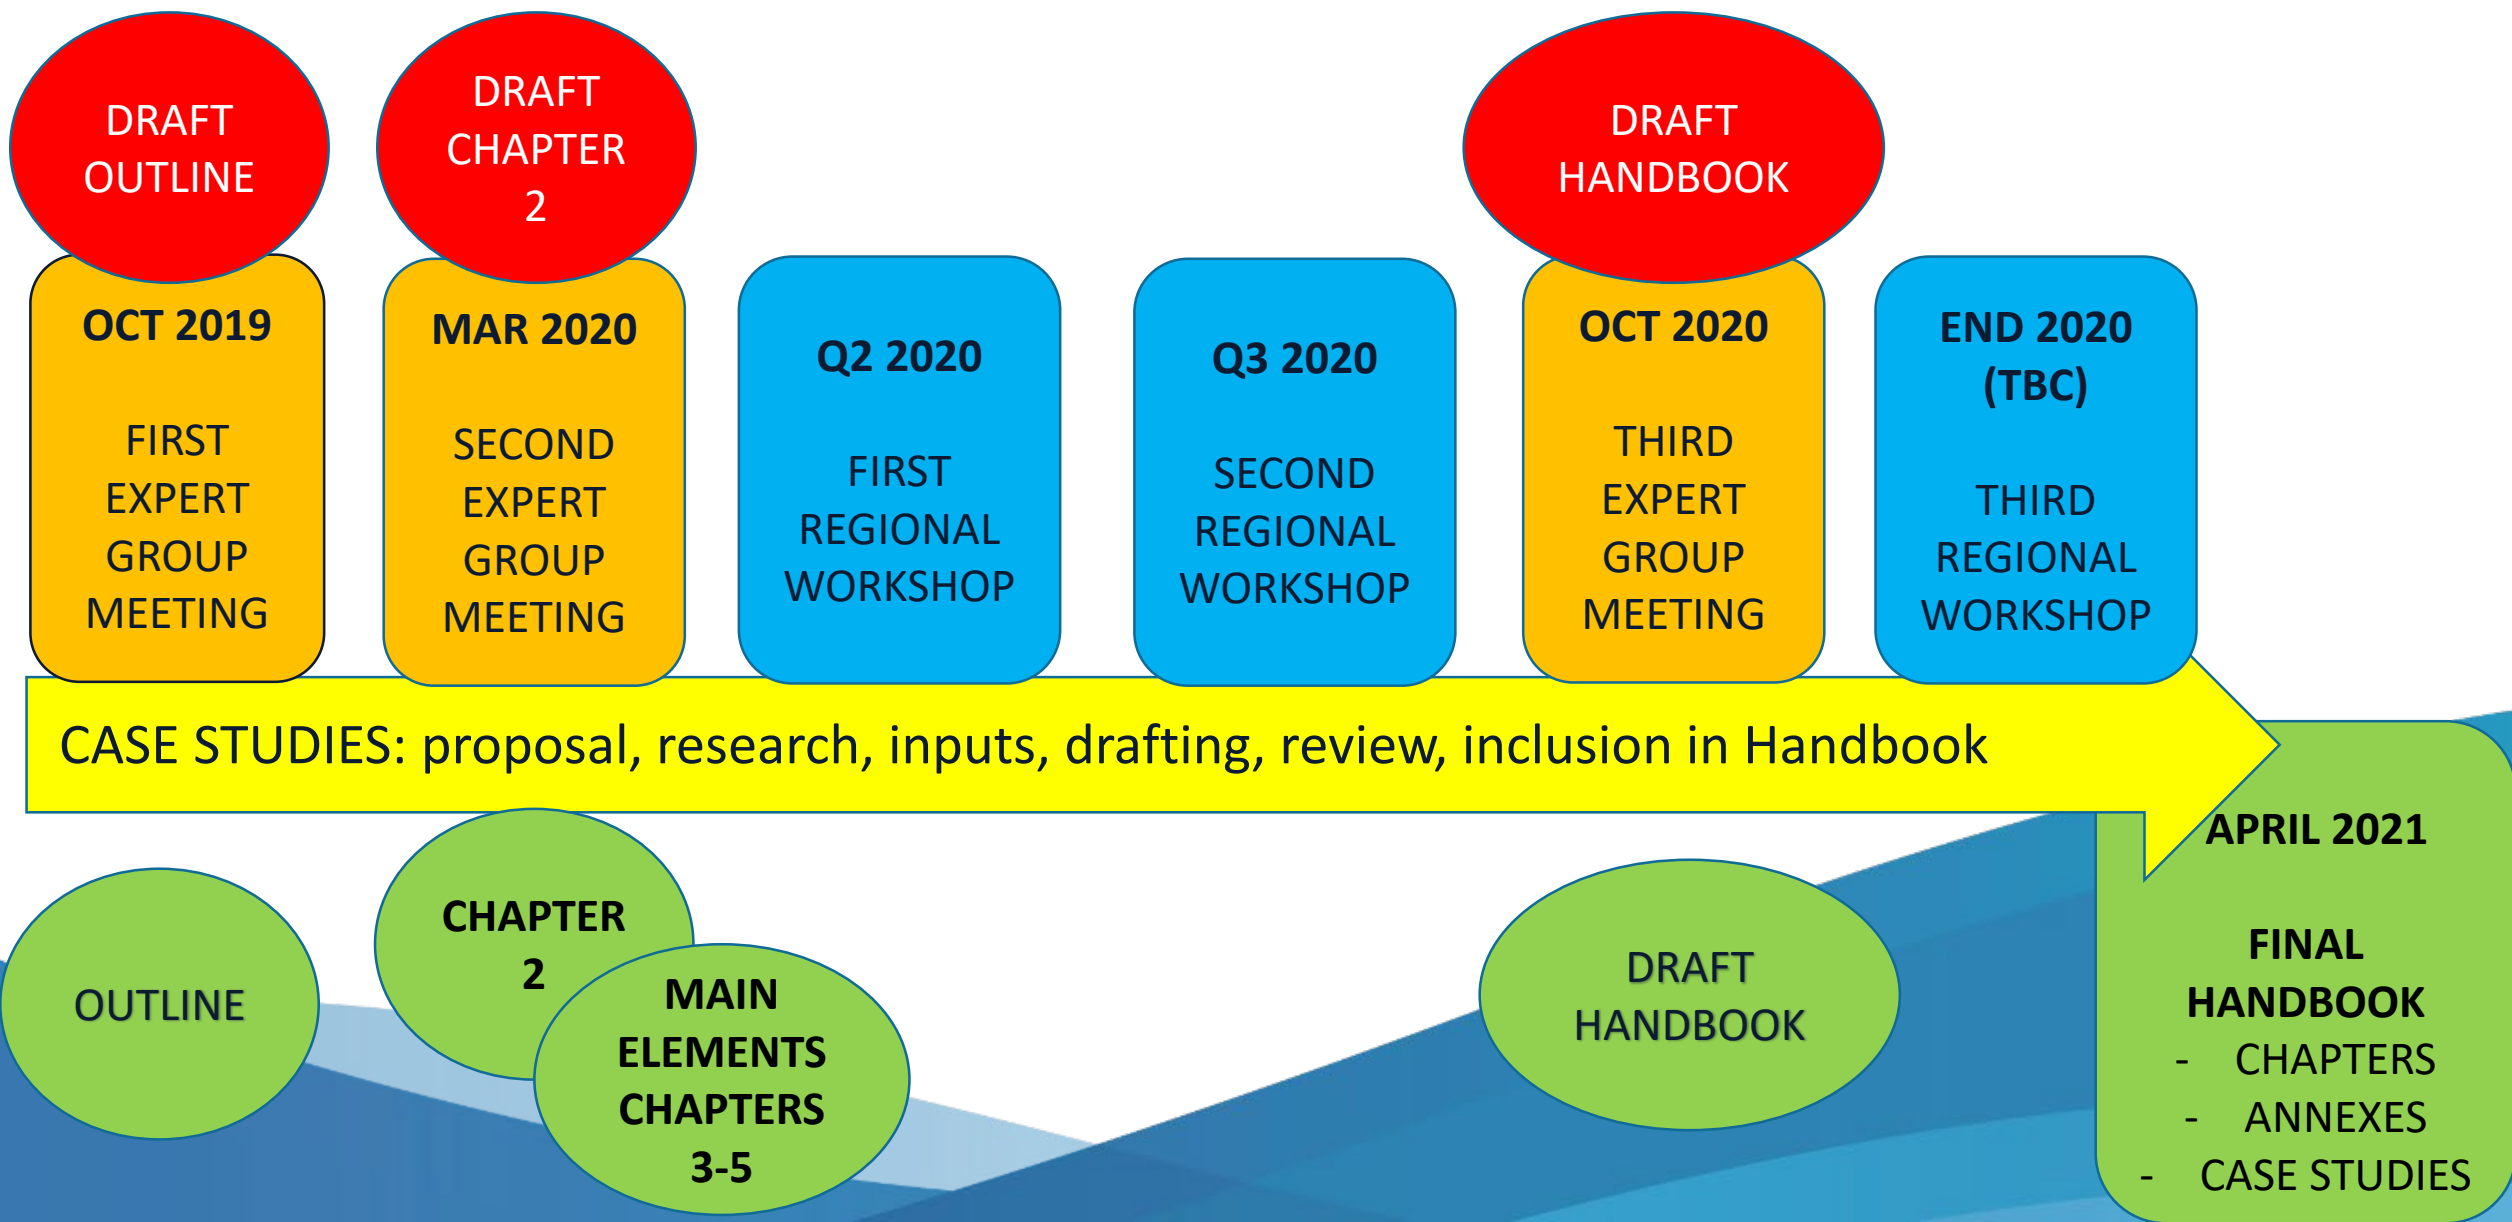 DRAFT
OUTLINE
DRAFT
CHAPTER
2
DRAFT
HANDBOOK
OCT 2019
FIRST
EXPERT
GROUP
MEETING
MAR 2020
SECOND
EXPERT
GROUP
MEETING
Q2 2020
FIRST
REGIONAL
WORKSHOP
Q3 2020
SECOND
REGIONAL
WORKSHOP
OCT 2020
THIRD
EXPERT
GROUP
MEETING
END 2020
(TBC)
THIRD
REGIONAL
WORKSHOP
CASE STUDIES: proposal, research, inputs, drafting, review, inclusion in Handbook
OUTLINE
CHAPTER
2
MAIN
ELEMENTS
CHAPTERS
3-5
DRAFT
HANDBOOK
APRIL 2021
FINAL
HANDBOOK
- CHAPTERS
- ANNEXES
- CASE STUDIES